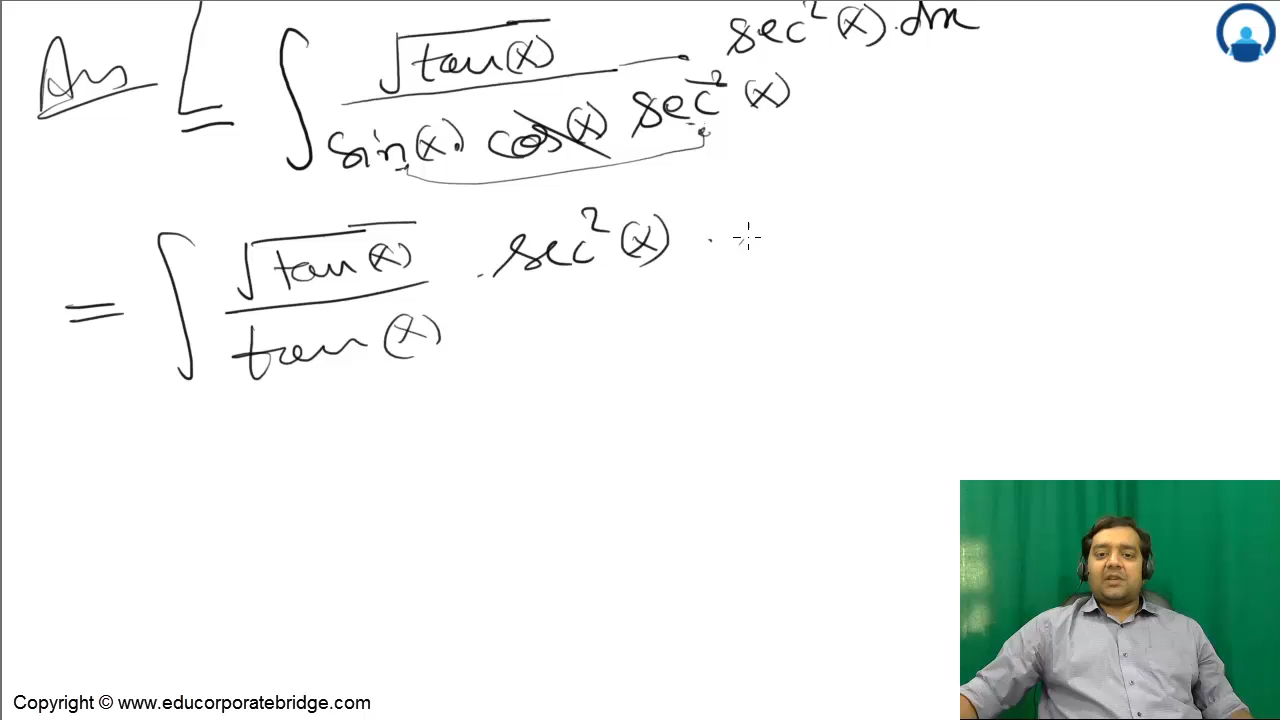 Ans ∫ √tan(x) / sin(x) . cos(x) sec²(x) . sec²(x) . dx
= ∫ √tan(x) / tan(x) . sec²(x) .
Copyright © www.educorporatebridge.com